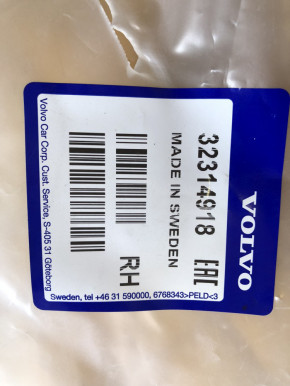 VOLVO
32314918 EAC
MADE IN SWEDEN
RH
Volvo Car Corp. Cust. Service, S-405 31 Göteborg
Sweden, tel +46 31 590000, 6768343>PELD<3